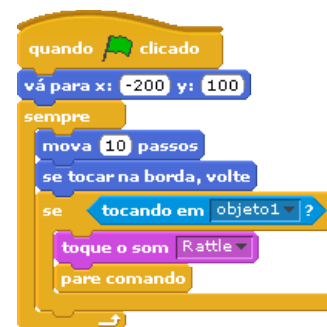 quando clicado
vá para x: -200 y: 100
sempre
mova 10 passos
se tocar na borda, volte
se tocando em objeto1 ?
toque o som Rattle
pare comando